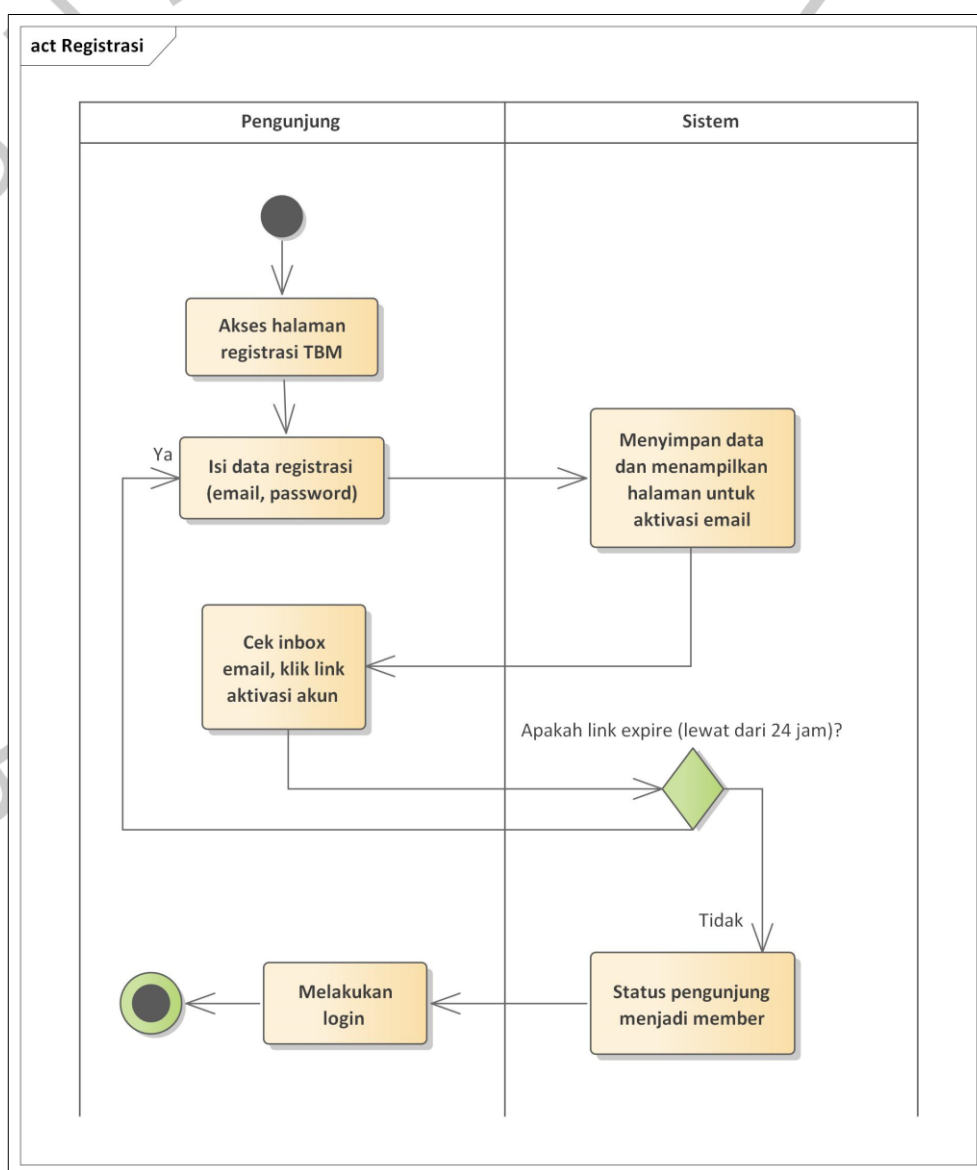 act Registrasi
Pengunjung
Sistem
Akses halaman
registrasi TBM
Ya
Isi data registrasi
(email, password)
Menyimpan data
dan menampilkan
halaman untuk
aktivasi email
Cek inbox
email, klik link
aktivasi akun
Apakah link expire (lewat dari 24 jam)?
Tidak
Status pengunjung
menjadi member
Melakukan
login